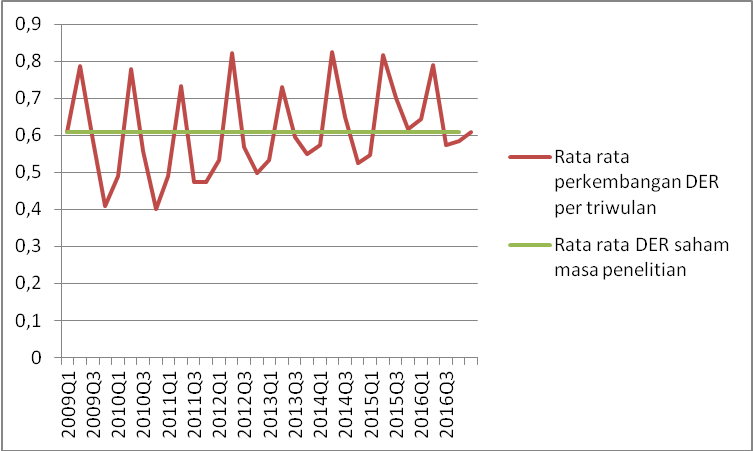 0,9
0,8
0,7
0,6
0,5
0,4
0,3
0,2
0,1
0
2009Q1
2009Q3
2010Q1
2010Q3
2011Q1
2011Q3
2012Q1
2012Q3
2013Q1
2013Q3
2014Q1
2014Q3
2015Q1
2015Q3
2016Q1
2016Q3
Rata rata
perkembangan DER
per triwulan
Rata rata DER saham
masa penelitian